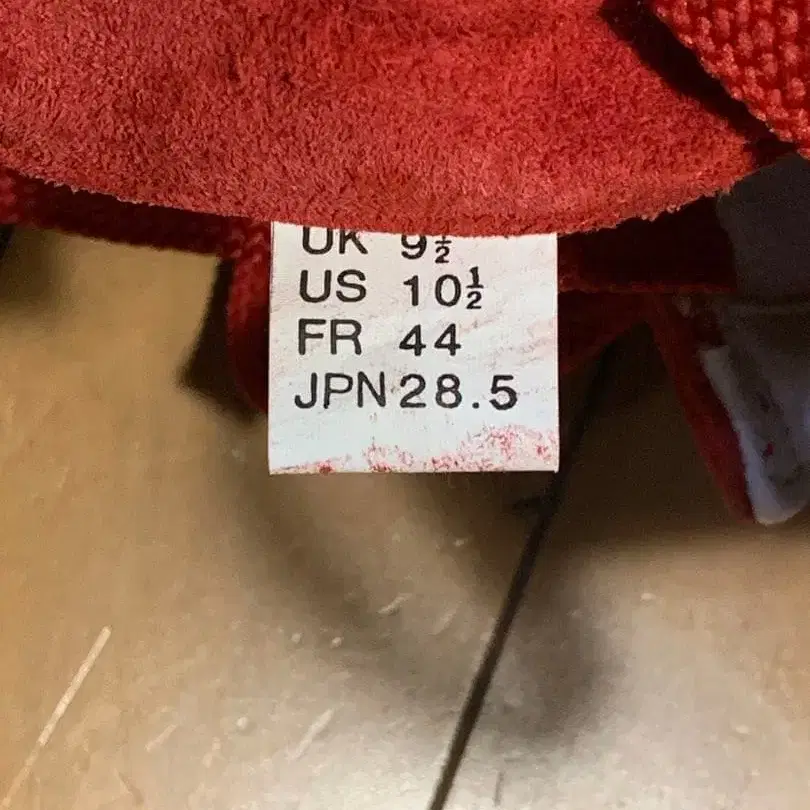 UK 9½
US 10½
FR 44
JPN 28.5